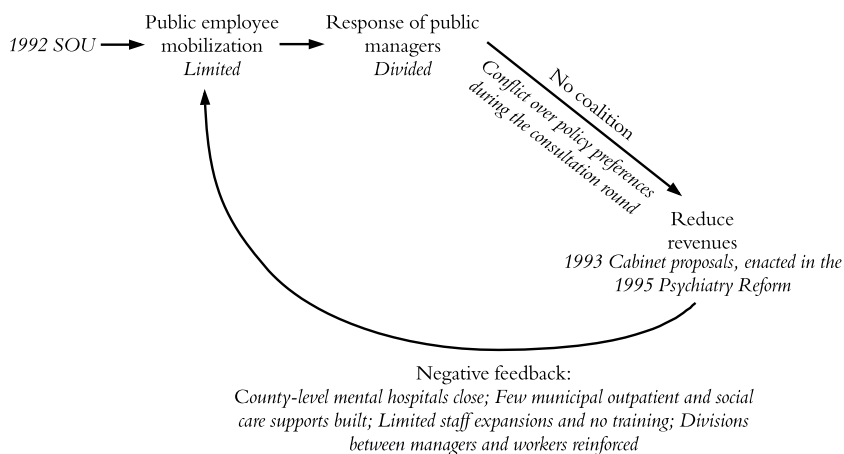 1992 SOU
Public employee
mobilization
Limited
Response of public
managers
Divided
No coalition
Conflict over policy preferences
during the consultation round
Reduce
revenues
1993 Cabinet proposals, enacted in the
1995 Psychiatry Reform
Negative feedback:
County-level mental hospitals close; Few municipal outpatient and social
care supports built; Limited staff expansions and no training; Divisions
between managers and workers reinforced